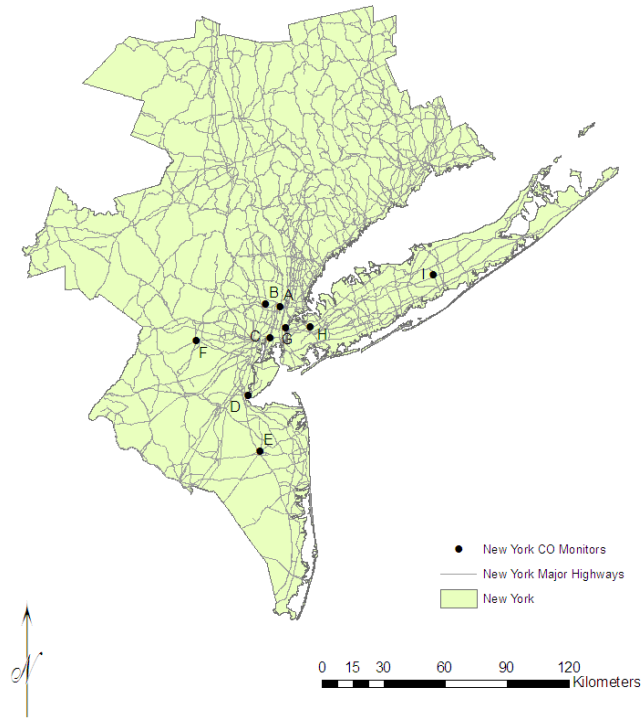 I
B A
C G H
F
D
E
New York CO Monitors
New York Major Highways
New York
N
0 15 30 60 90 120
Kilometers